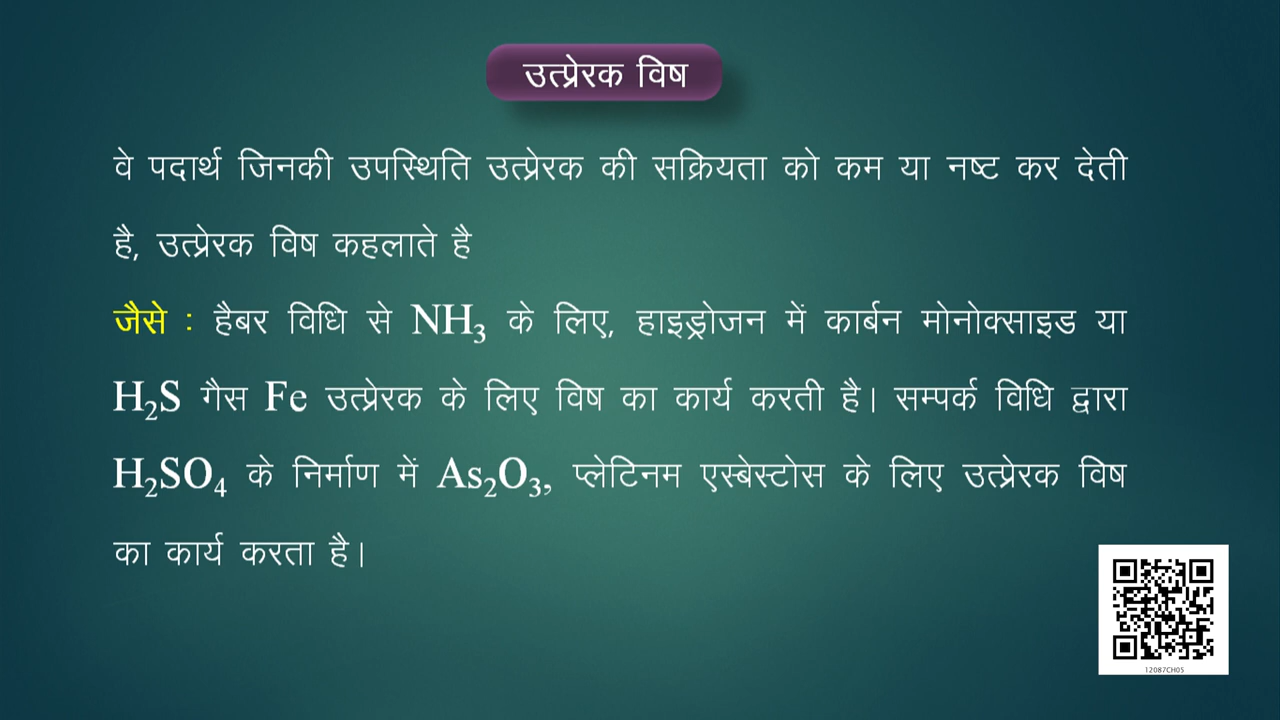 उत्प्रेरक विष
वे पदार्थ जिनकी उपस्थिति उत्प्रेरक की सक्रियता को कम या नष्ट कर देती
है, उत्प्रेरक विष कहलाते है
जैसे : हैबर विधि से NH₃ के लिए, हाइड्रोजन में कार्बन मोनोक्साइड या
H₂S गैस Fe उत्प्रेरक के लिए विष का कार्य करती है। सम्पर्क विधि द्वारा
H₂SO₄ के निर्माण में As₂O₃, प्लेटिनम एस्बेस्टोस के लिए उत्प्रेरक विष
का कार्य करता है।
12087CH05